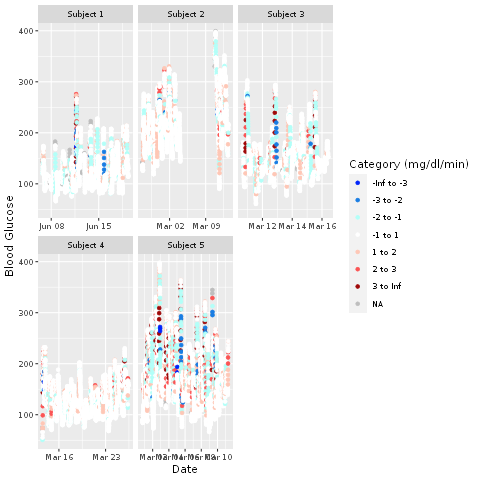 Subject 1
Subject 2
Subject 3
400
300
200
100
Jun 08
Jun 15
Mar 02
Mar 09
Mar 12
Mar 14
Mar 16
Subject 4
Subject 5
400
300
200
100
Mar 16
Mar 23
Mar 10
Date
Blood Glucose
Category (mg/dl/min)
-Inf to -3
-3 to -2
-2 to -1
-1 to 1
1 to 2
2 to 3
3 to Inf
NA